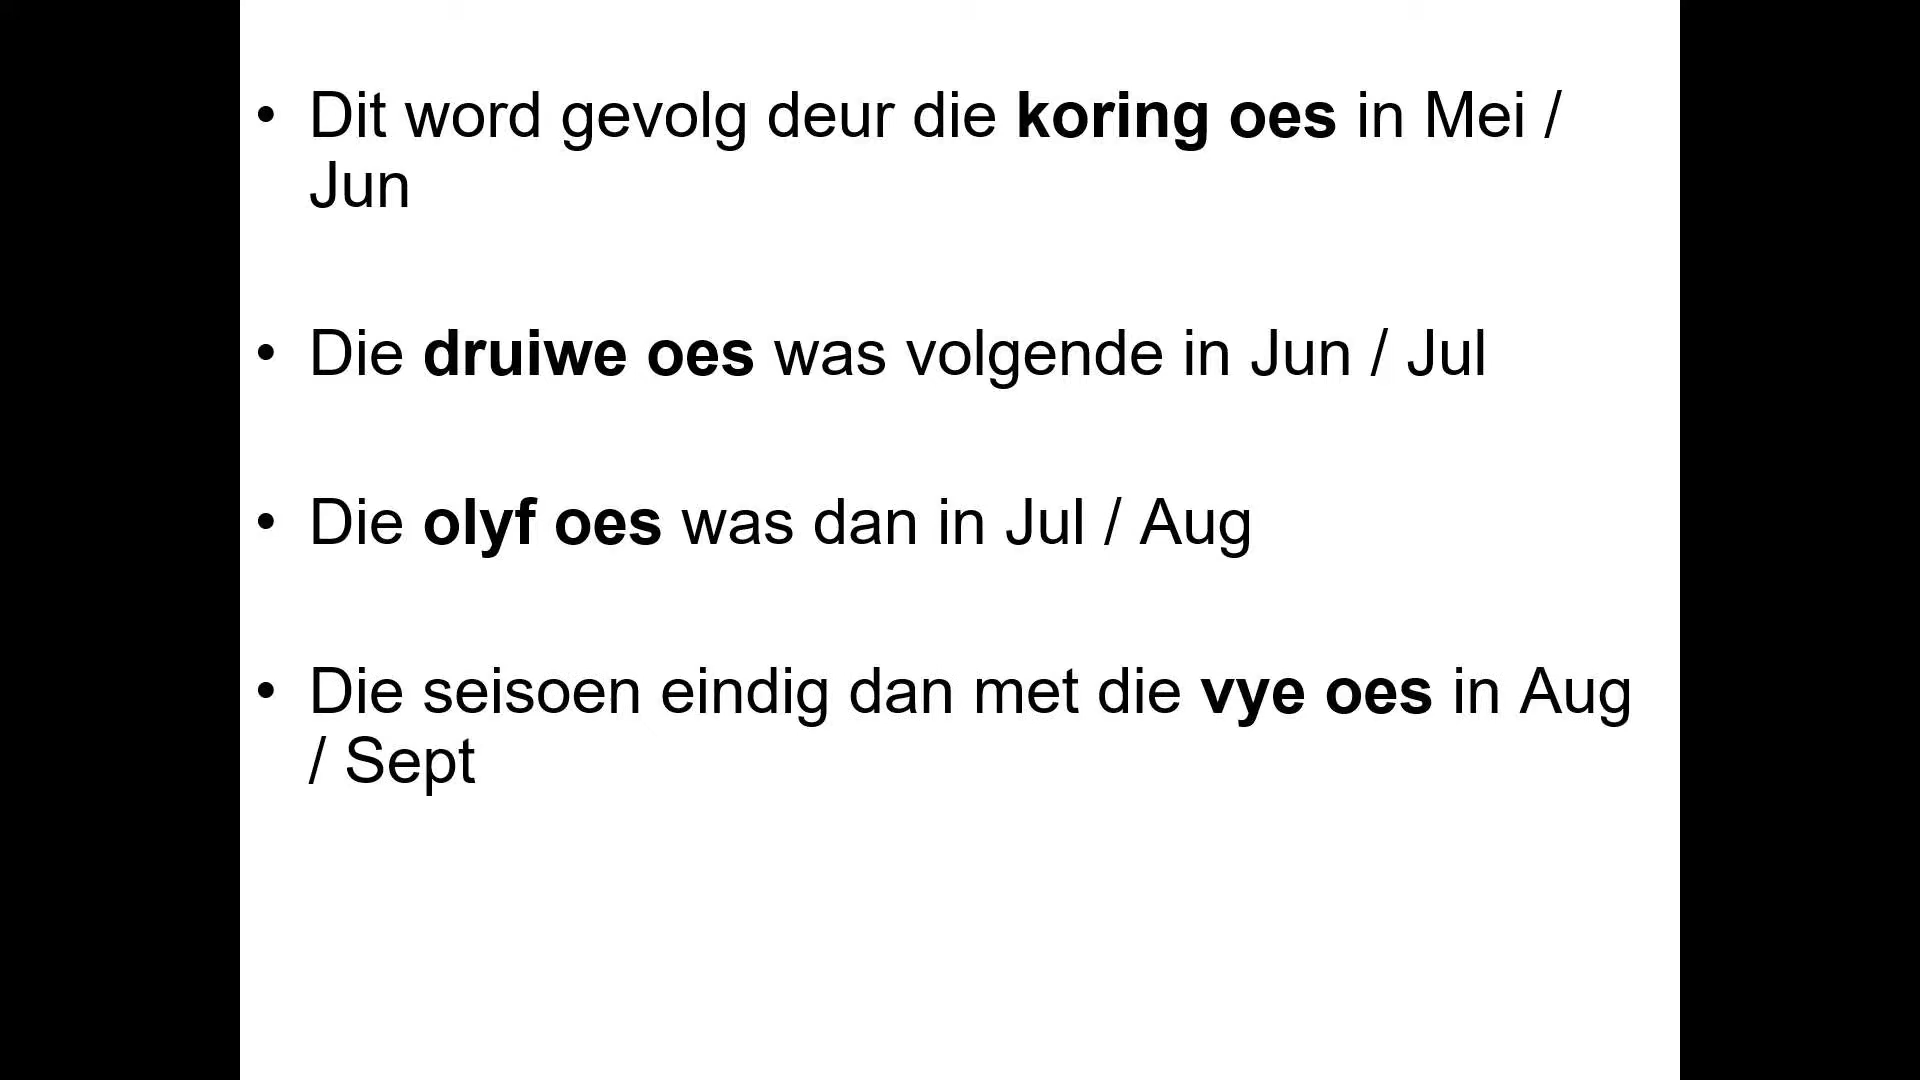 • Dit word gevolg deur die koring oes in Mei /
Jun
• Die druiwe oes was volgende in Jun / Jul
• Die olyf oes was dan in Jul / Aug
• Die seisoen eindig dan met die vye oes in Aug
/ Sept